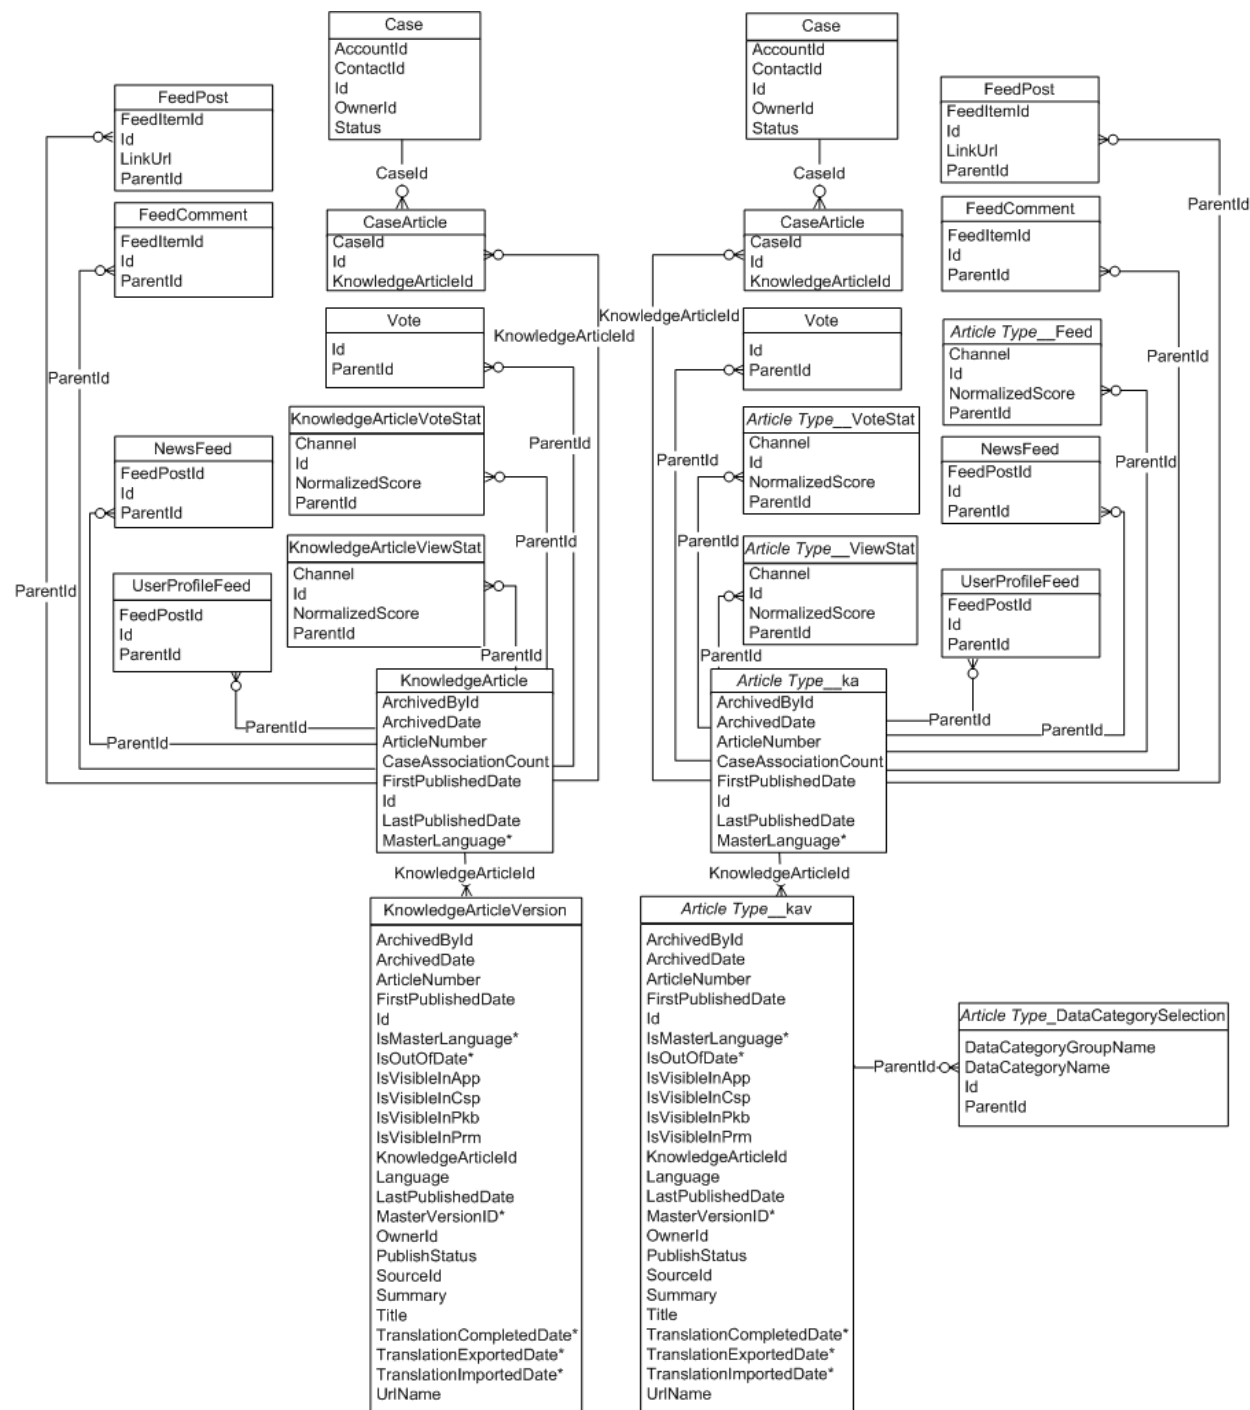 Case
AccountId
ContactId
Id
OwnerId
Status
CaseId
FeedPost
FeedItemId
Id
LinkUrl
ParentId
FeedComment
FeedItemId
Id
ParentId
CaseArticle
CaseId
Id
KnowledgeArticleId
Vote
Id
ParentId
KnowledgeArticleId
ParentId
KnowledgeArticleVoteStat
Channel
Id
NormalizedScore
ParentId
ParentId
NewsFeed
FeedPostId
Id
ParentId
KnowledgeArticleViewStat
Channel
Id
NormalizedScore
ParentId
ParentId
ParentId
UserProfileFeed
FeedPostId
Id
ParentId
ParentId
ParentId
ParentId
KnowledgeArticle
ArchivedById
ArchivedDate
ArticleNumber
CaseAssociationCount
FirstPublishedDate
Id
LastPublishedDate
MasterLanguage*
KnowledgeArticleId
KnowledgeArticleVersion
ArchivedById
ArchivedDate
ArticleNumber
FirstPublishedDate
Id
IsMasterLanguage*
IsOutOfDate*
IsVisibleInApp
IsVisibleInCsp
IsVisibleInPkb
IsVisibleInPrm
KnowledgeArticleId
Language
LastPublishedDate
MasterVersionID*
OwnerId
PublishStatus
SourceId
Summary
Title
TranslationCompletedDate*
TranslationExportedDate*
TranslationImportedDate*
UrlName
Case
AccountId
ContactId
Id
OwnerId
Status
CaseId
FeedPost
FeedItemId
Id
LinkUrl
ParentId
ParentId
CaseArticle
CaseId
Id
KnowledgeArticleId
FeedComment
FeedItemId
Id
ParentId
KnowledgeArticleId
Vote
Id
ParentId
Article Type__Feed
Channel
Id
NormalizedScore
ParentId
ParentId
Article Type__VoteStat
Channel
Id
NormalizedScore
ParentId
ParentId
NewsFeed
FeedPostId
Id
ParentId
ParentId
ParentId
Article Type__ViewStat
Channel
Id
NormalizedScore
ParentId
UserProfileFeed
FeedPostId
Id
ParentId
ParentId
ParentId
ParentId
Article Type__ka
ArchivedById
ArchivedDate
ArticleNumber
CaseAssociationCount
FirstPublishedDate
Id
LastPublishedDate
MasterLanguage*
KnowledgeArticleId
Article Type__kav
ArchivedById
ArchivedDate
ArticleNumber
FirstPublishedDate
Id
IsMasterLanguage*
IsOutOfDate*
IsVisibleInApp
IsVisibleInCsp
IsVisibleInPkb
IsVisibleInPrm
KnowledgeArticleId
Language
LastPublishedDate
MasterVersionID*
OwnerId
PublishStatus
SourceId
Summary
Title
TranslationCompletedDate*
TranslationExportedDate*
TranslationImportedDate*
UrlName
ParentId
Article Type_DataCategorySelection
DataCategoryGroupName
DataCategoryName
Id
ParentId